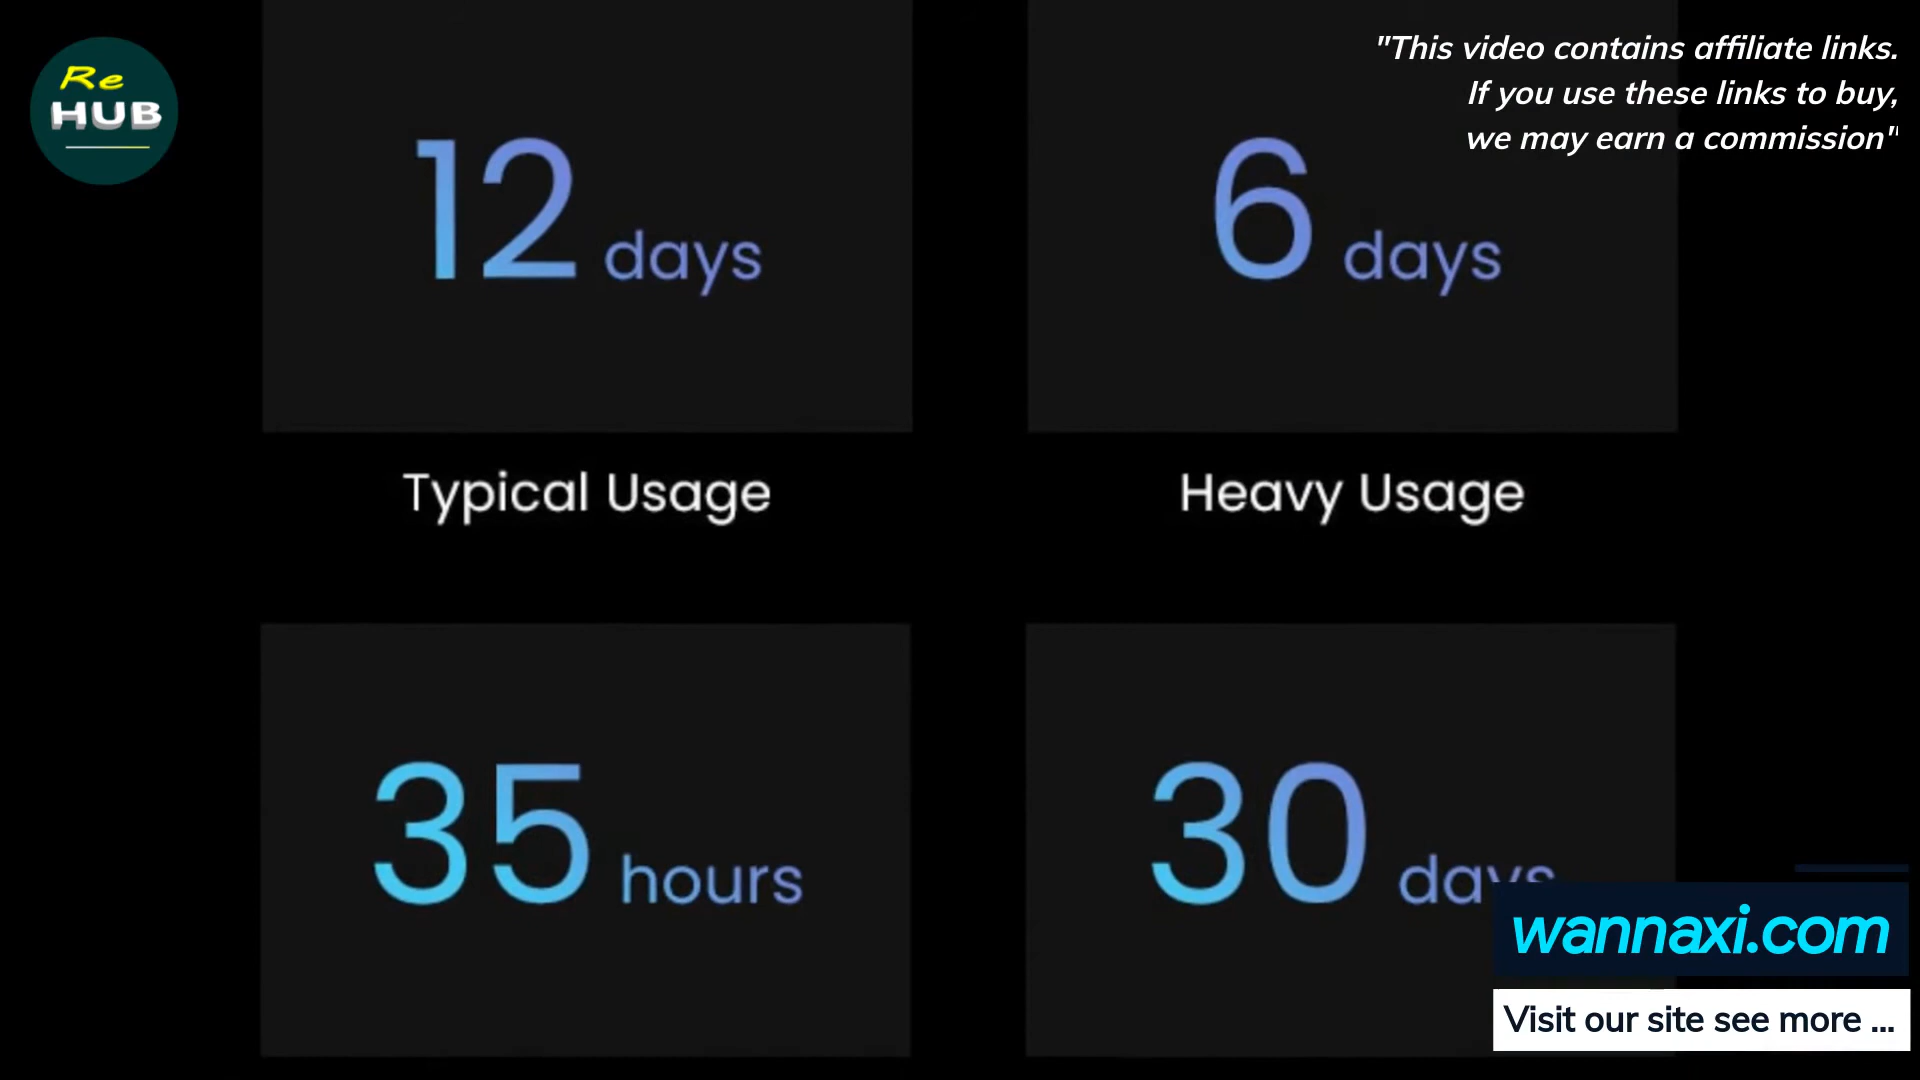 Re
HUB
"This video contains affiliate links.
If you use these links to buy,
we may earn a commission"
12 days
6 days
Typical Usage
Heavy Usage
35 hours
30 days
wannaxi.com
Visit our site see more ...